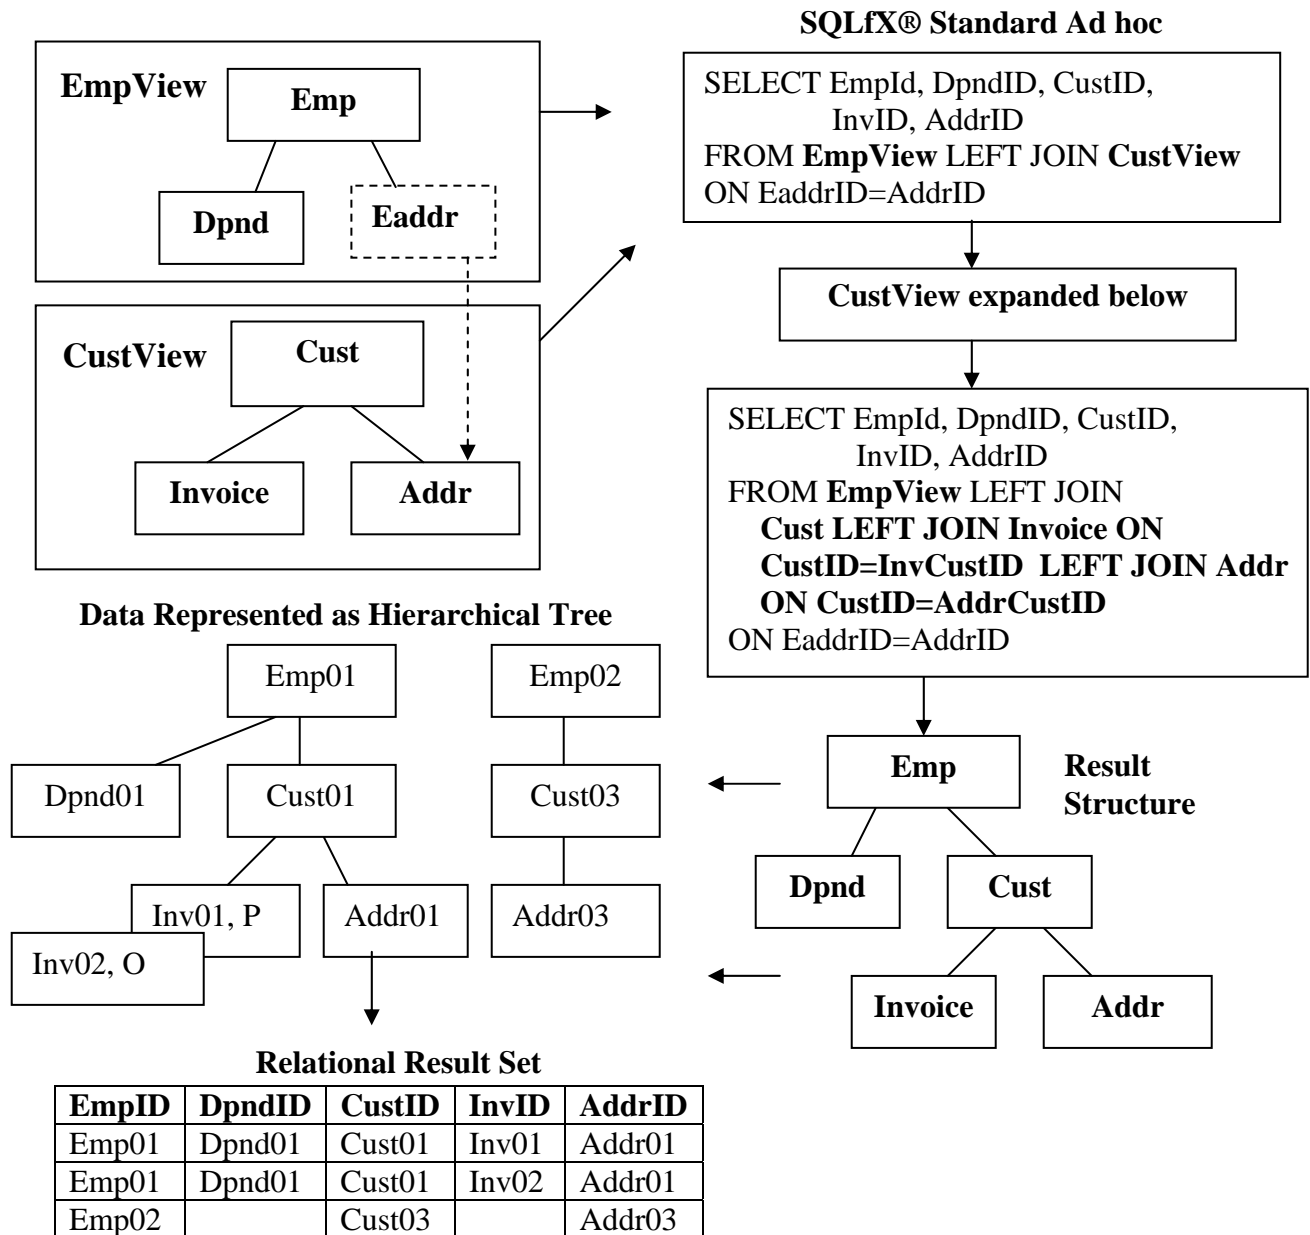 SQLfX® Standard Ad hoc
EmpView
Emp
Dpnd
Eaddr
CustView
Cust
Invoice
Addr
SELECT EmpId, DpndID, CustID,
InvID, AddrID
FROM EmpView LEFT JOIN CustView
ON EaddrID=AddrID
CustView expanded below
SELECT EmpId, DpndID, CustID,
InvID, AddrID
FROM EmpView LEFT JOIN
Cust LEFT JOIN Invoice ON
CustID=InvCustID LEFT JOIN Addr
ON CustID=AddrCustID
ON EaddrID=AddrID
Data Represented as Hierarchical Tree
Emp01
Emp02
Dpnd01
Cust01
Cust03
Inv01, P
Addr01
Addr03
Inv02, O
Emp
Result
Structure
Dpnd
Cust
Invoice
Addr
Relational Result Set
EmpID DpndID CustID InvID AddrID
Emp01 Dpnd01 Cust01 Inv01 Addr01
Emp01 Dpnd01 Cust01 Inv02 Addr01
Emp02 Cust03 Addr03